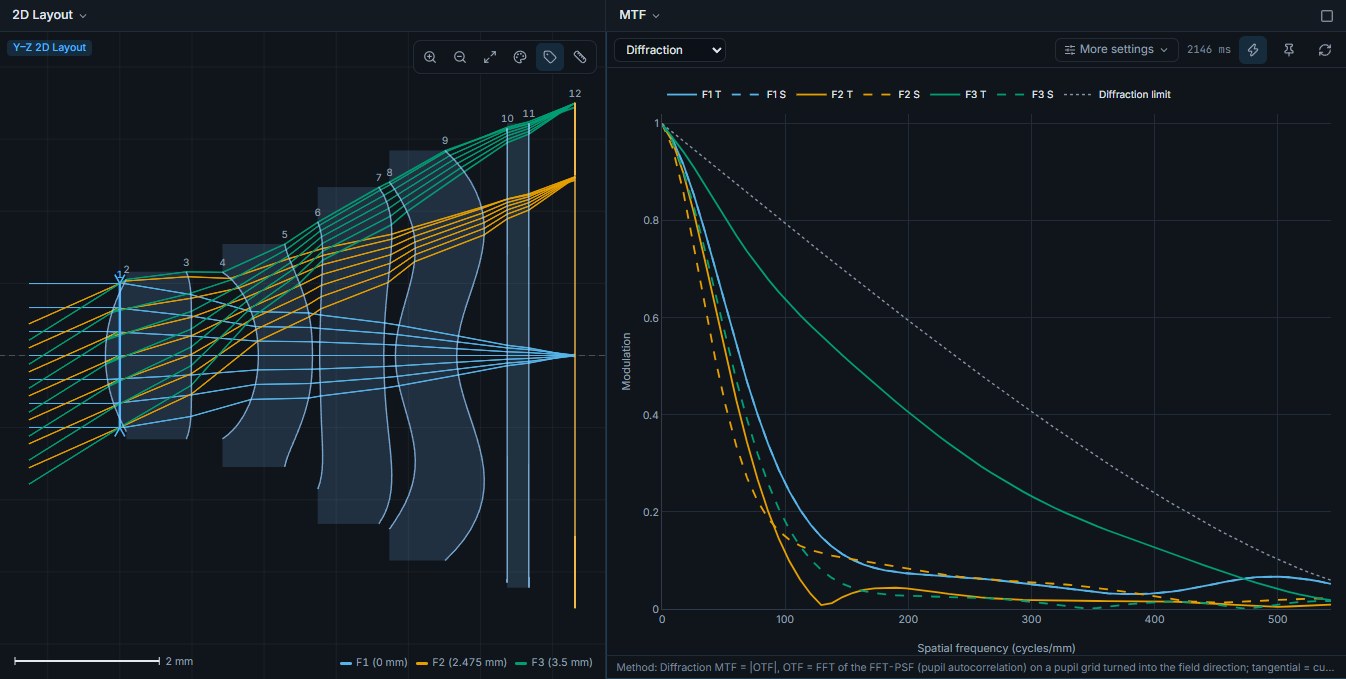 2D Layout
MTF
Y–Z 2D Layout
Diffraction
More settings
2146 ms
F1 T
F1 S
F2 T
F2 S
F3 T
F3 S
Diffraction limit
1
2
3
4
5
6
7
8
9
10
11
12
2 mm
F1 (0 mm)
F2 (2.475 mm)
F3 (3.5 mm)
Modulation
1
0.8
0.6
0.4
0.2
0
0
100
200
300
400
500
Spatial frequency (cycles/mm)
Method: Diffraction MTF = |OTF|, OTF = FFT of the FFT-PSF (pupil autocorrelation) on a pupil grid turned into the field direction; tangential = cu...